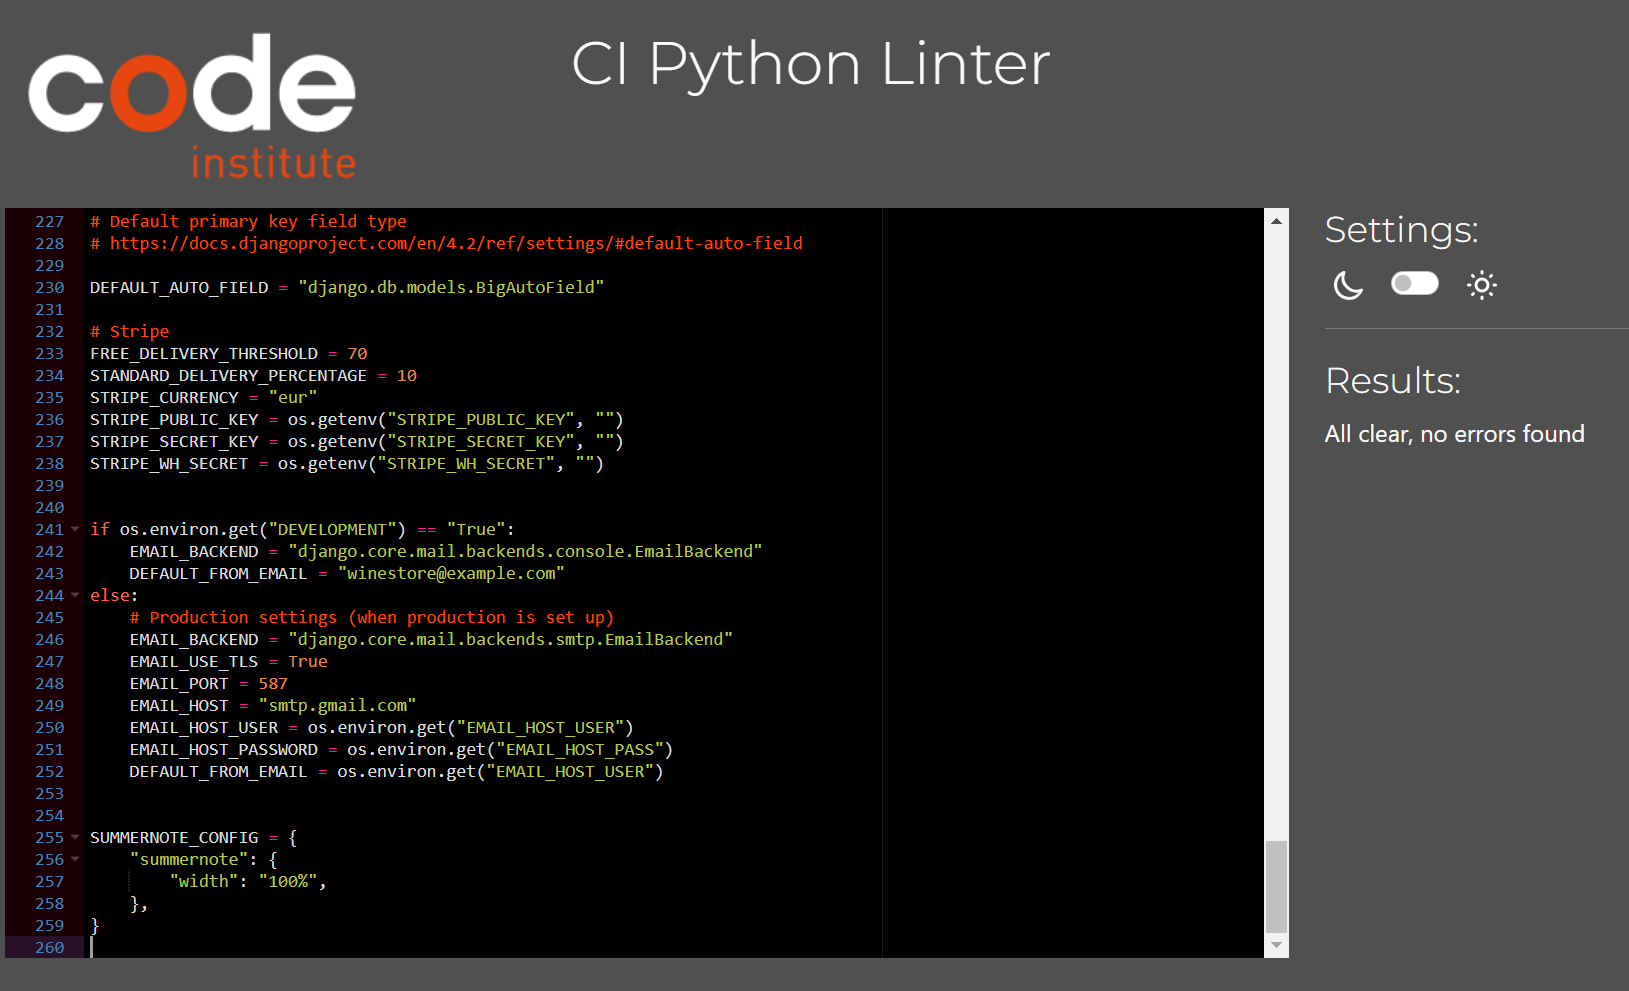 code
institute
CI Python Linter
227 # Default primary key field type
228 # https://docs.djangoproject.com/en/4.2/ref/settings/#default-auto-field
229
230 DEFAULT_AUTO_FIELD = "django.db.models.BigAutoField"
231
232 # Stripe
233 FREE_DELIVERY_THRESHOLD = 70
234 STANDARD_DELIVERY_PERCENTAGE = 10
235 STRIPE_CURRENCY = "eur"
236 STRIPE_PUBLIC_KEY = os.getenv("STRIPE_PUBLIC_KEY", "")
237 STRIPE_SECRET_KEY = os.getenv("STRIPE_SECRET_KEY", "")
238 STRIPE_WH_SECRET = os.getenv("STRIPE_WH_SECRET", "")
239
240
241 if os.environ.get("DEVELOPMENT") == "True":
242     EMAIL_BACKEND = "django.core.mail.backends.console.EmailBackend"
243     DEFAULT_FROM_EMAIL = "winestore@example.com"
244 else:
245     # Production settings (when production is set up)
246     EMAIL_BACKEND = "django.core.mail.backends.smtp.EmailBackend"
247     EMAIL_USE_TLS = True
248     EMAIL_PORT = 587
249     EMAIL_HOST = "smtp.gmail.com"
250     EMAIL_HOST_USER = os.environ.get("EMAIL_HOST_USER")
251     EMAIL_HOST_PASSWORD = os.environ.get("EMAIL_HOST_PASS")
252     DEFAULT_FROM_EMAIL = os.environ.get("EMAIL_HOST_USER")
253
254
255 SUMMERNOTE_CONFIG = {
256     "summernote": {
257         "width": "100%",
258     },
259 }
260
Settings:
Results:
All clear, no errors found